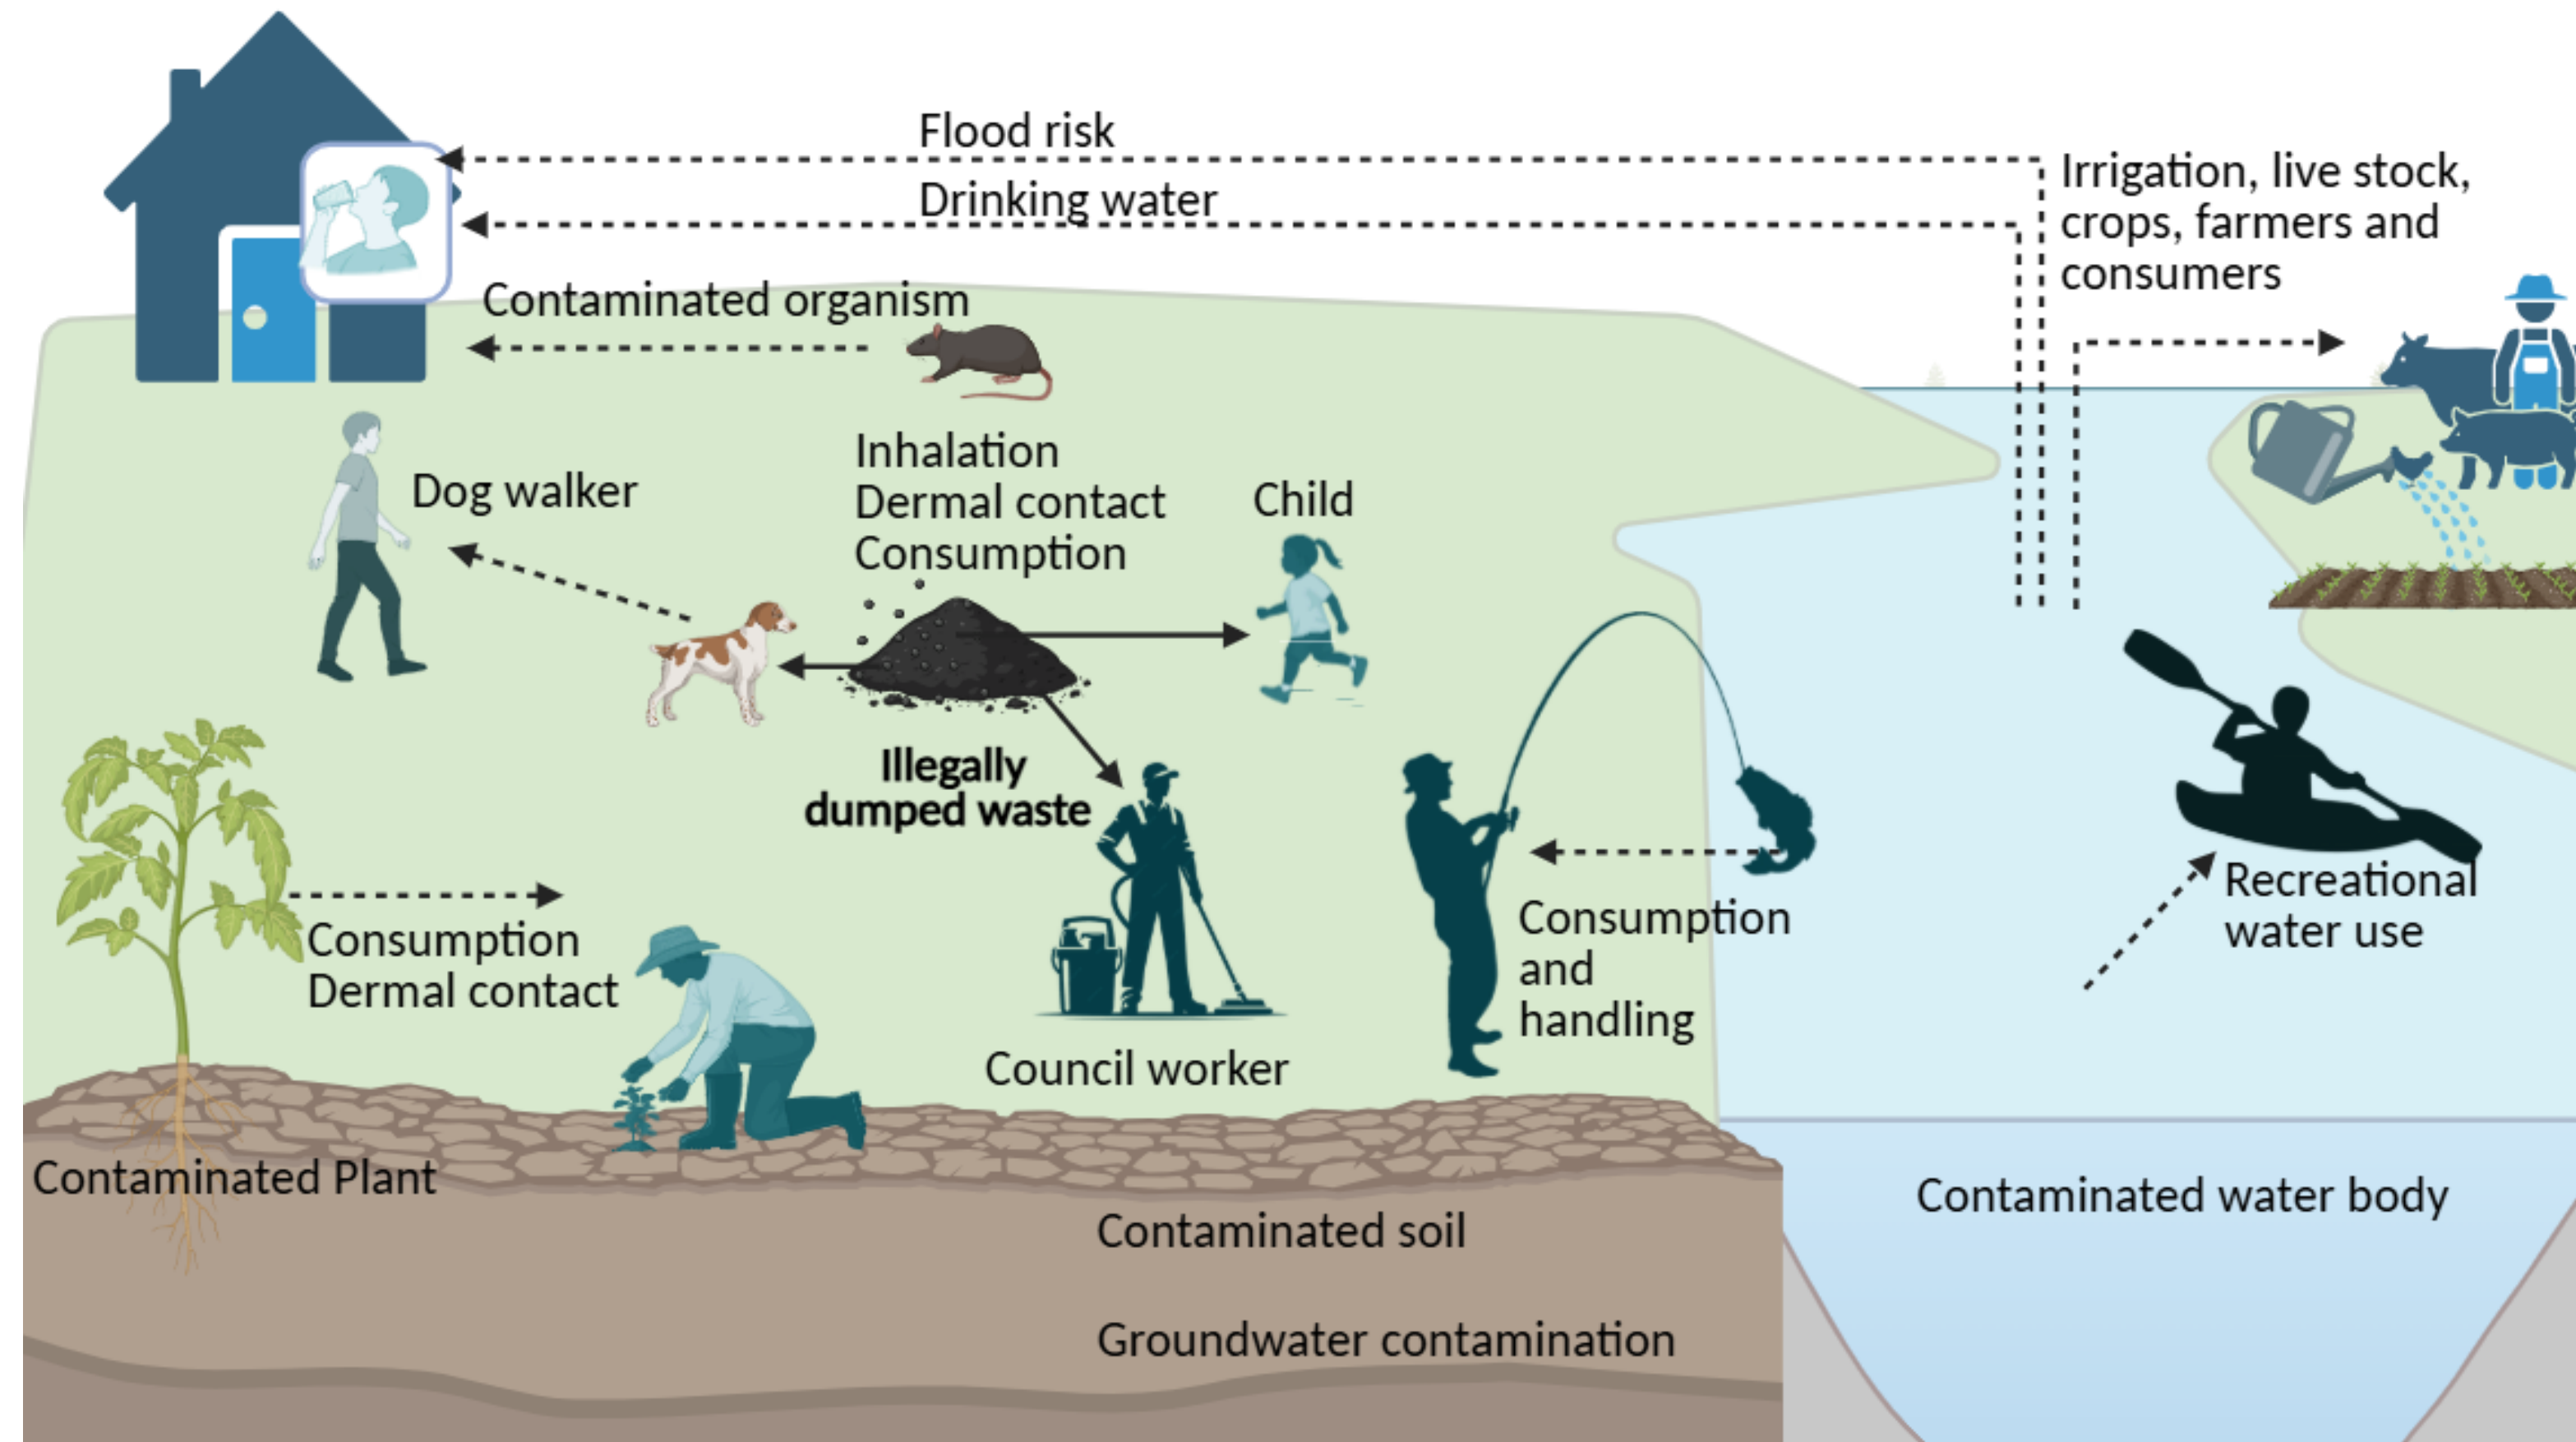 Flood risk
Drinking water
Irrigation, live stock,
crops, farmers and
consumers
Contaminated organism
Dog walker
Inhalation
Dermal contact
Consumption
Child
Illegally
dumped waste
Consumption
Dermal contact
Council worker
Consumption
and
handling
Recreational
water use
Contaminated Plant
Contaminated soil
Groundwater contamination
Contaminated water body